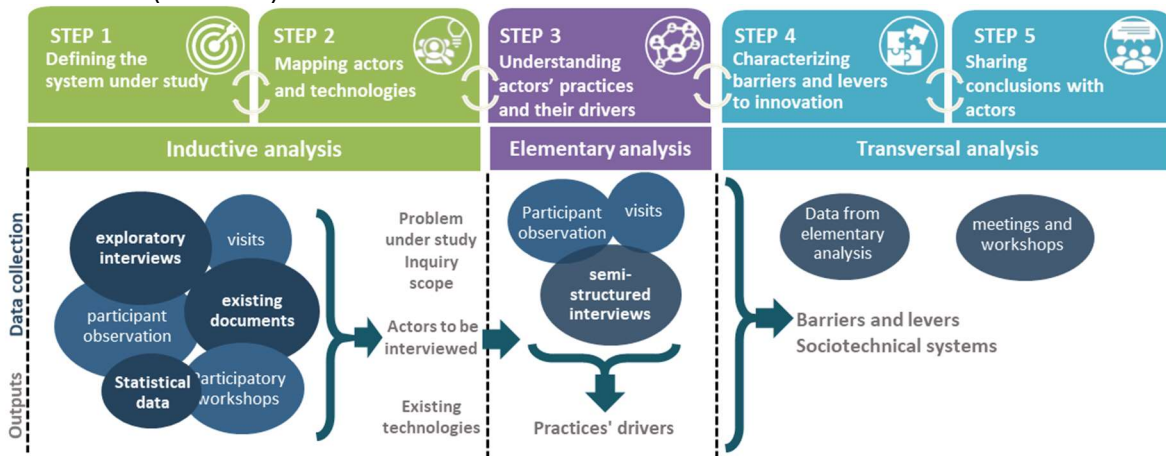 STEP 1
Defining the
system under study
STEP 2
Mapping actors
and technologies
STEP 3
Understanding
actors' practices
and their drivers
STEP 4
Characterizing
barriers and levers
to innovation
STEP 5
Sharing
conclusions with
actors
Inductive analysis
Elementary analysis
Transversal analysis
Data collection
Outputs
exploratory
interviews
visits
participant
observation
existing
documents
Statistical
data
Participatory
workshops
Problem
under study
Inquiry
scope
Actors to be
interviewed
Existing
technologies
Participant
observation
visits
semi-
structured
interviews
Practices' drivers
Data from
elementary
analysis
meetings and
workshops
Barriers and levers
Sociotechnical systems